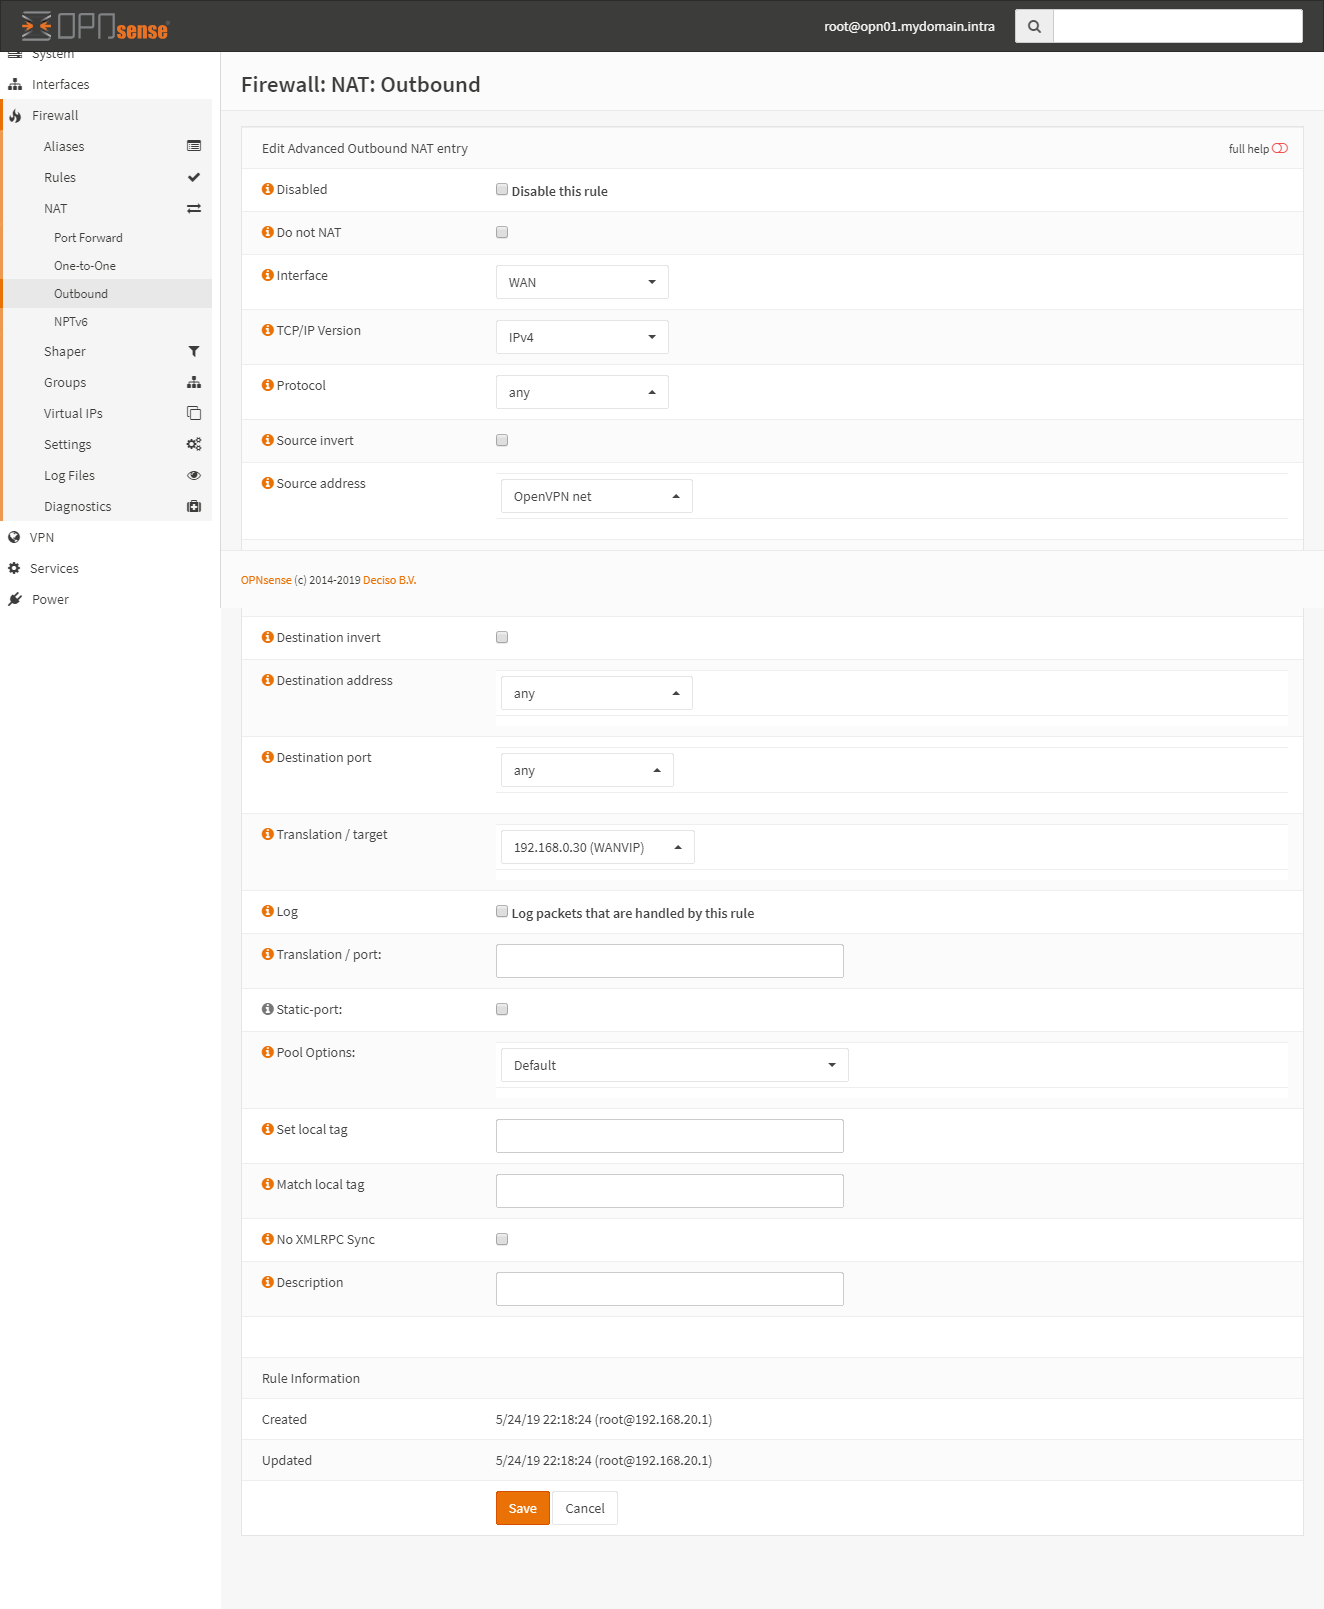 OPNsense
root@opn01.mydomain.intra
System
Interfaces
Firewall
Aliases
Rules
NAT
Port Forward
One-to-One
Outbound
NPTv6
Shaper
Groups
Virtual IPs
Settings
Log Files
Diagnostics
VPN
Services
Power
Firewall: NAT: Outbound
Edit Advanced Outbound NAT entry full help
Disabled Disable this rule
Do not NAT
Interface WAN
TCP/IP Version IPv4
Protocol any
Source invert
Source address OpenVPN net
OPNsense (c) 2014-2019 Deciso B.V.
Destination invert
Destination address any
Destination port any
Translation / target 192.168.0.30 (WANVIP)
Log Log packets that are handled by this rule
Translation / port:
Static-port:
Pool Options: Default
Set local tag
Match local tag
No XMLRPC Sync
Description
Rule Information
Created 5/24/19 22:18:24 (root@192.168.20.1)
Updated 5/24/19 22:18:24 (root@192.168.20.1)
Save Cancel